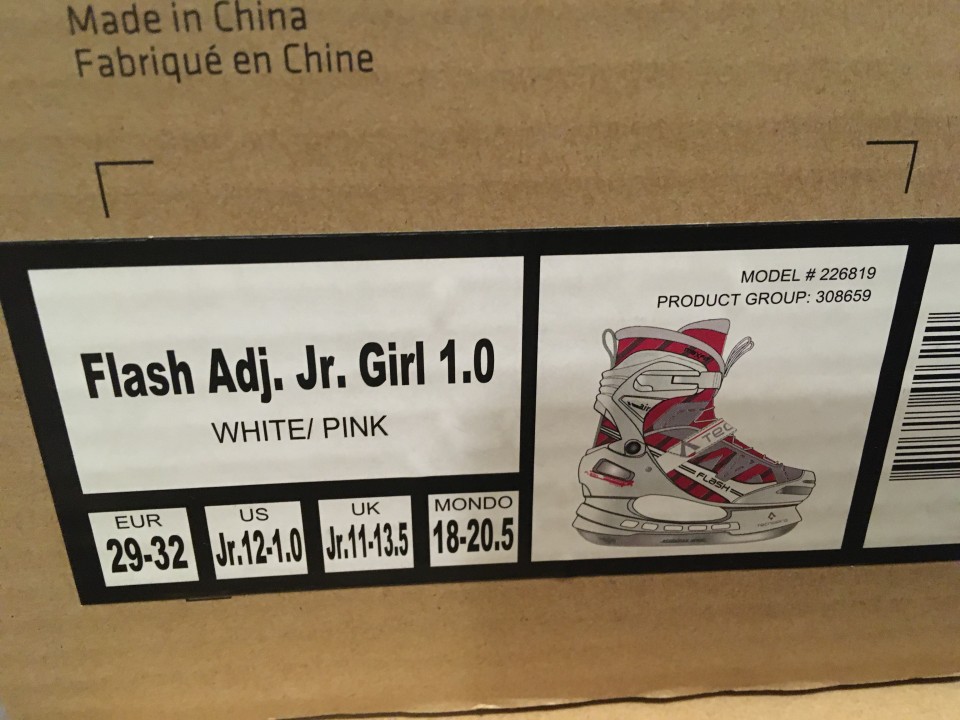 Made in China
Fabriqué en Chine
Flash Adj. Jr. Girl 1.0
WHITE/ PINK
EUR
29-32
US
Jr.12-1.0
UK
Jr.11-13.5
MONDO
18-20.5
MODEL # 226819
PRODUCT GROUP: 308659
TEC
FLASH